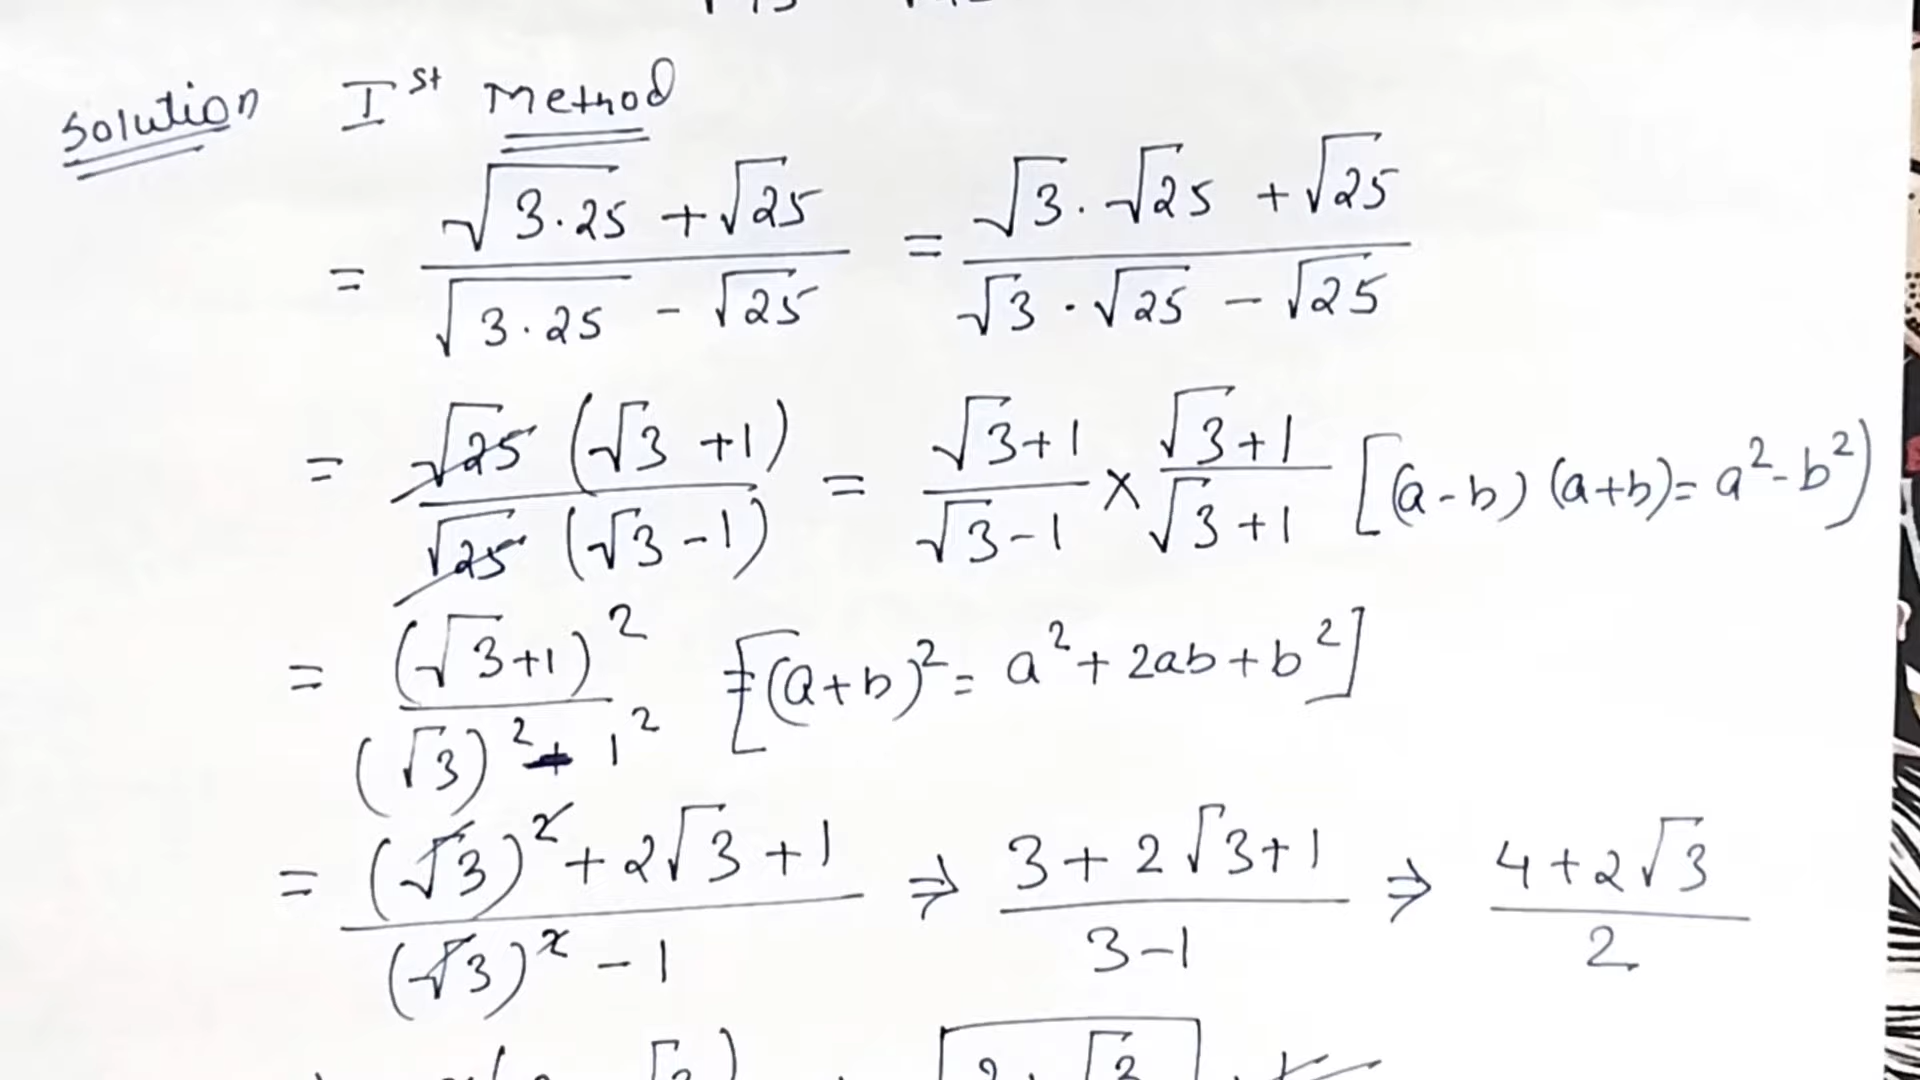 Solution Iˢᵗ Method
= (√(3·25) + √25) / (√(3·25) - √25) = (√3·√25 + √25) / (√3·√25 - √25)
= √25 (√3 + 1) / √25 (√3 - 1) = (√3+1)/(√3-1) × (√3+1)/(√3+1) [(a-b) (a+b) = a²-b²)
= (√3+1)² / (√3)² - 1² [(a+b)² = a² + 2ab + b²]
= ((√3)² + 2√3 + 1) / ((√3)² - 1) ⇒ (3 + 2√3 + 1) / (3-1) ⇒ (4 + 2√3) / 2